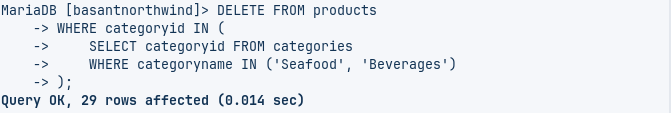 MariaDB [basantnorthwind]> DELETE FROM products
    -> WHERE categoryid IN (
    ->     SELECT categoryid FROM categories
    ->     WHERE categoryname IN ('Seafood', 'Beverages')
    -> );
Query OK, 29 rows affected (0.014 sec)